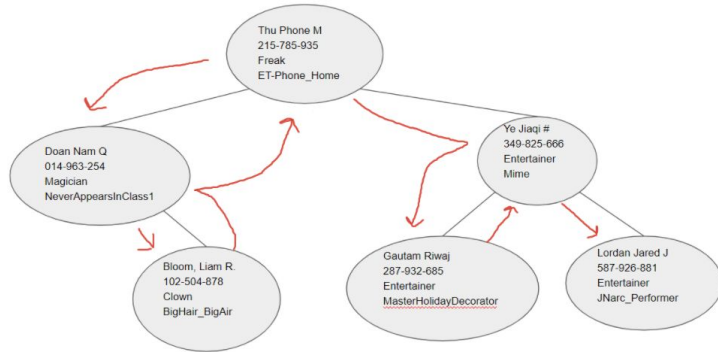 Thu Phone M
215-785-935
Freak
ET-Phone_Home
Doan Nam Q
014-963-254
Magician
NeverAppearsInClass1
Ye Jiaqi #
349-825-666
Entertainer
Mime
Bloom, Liam R.
102-504-878
Clown
BigHair_BigAir
Gautam Riwaj
287-932-685
Entertainer
MasterHolidayDecorator
Lordan Jared J
587-926-881
Entertainer
JNarc_Performer